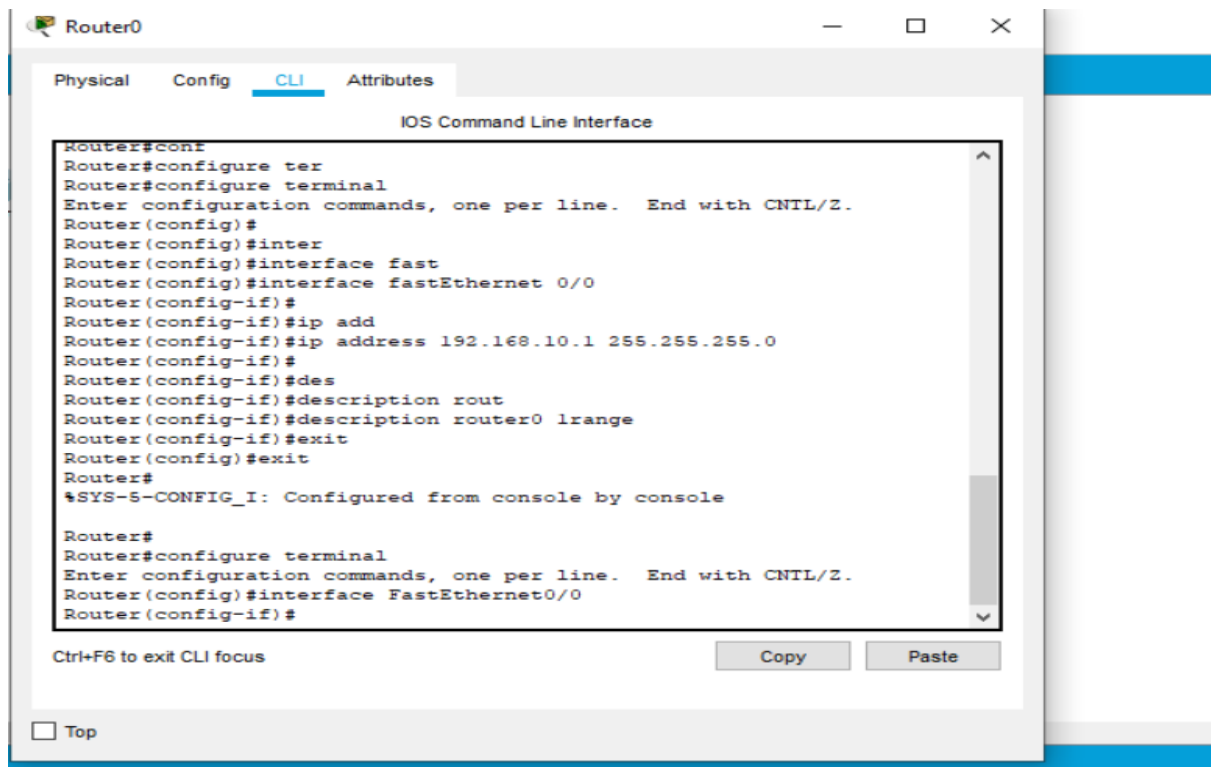 Router0
Physical Config CLI Attributes
IOS Command Line Interface
Router#conf
Router#configure ter
Router#configure terminal
Enter configuration commands, one per line.  End with CNTL/Z.
Router(config)#
Router(config)#inter
Router(config)#interface fast
Router(config)#interface fastEthernet 0/0
Router(config-if)#
Router(config-if)#ip add
Router(config-if)#ip address 192.168.10.1 255.255.255.0
Router(config-if)#
Router(config-if)#des
Router(config-if)#description rout
Router(config-if)#description router0 lrange
Router(config-if)#exit
Router(config)#exit
Router#
%SYS-5-CONFIG_I: Configured from console by console
Router#
Router#configure terminal
Enter configuration commands, one per line.  End with CNTL/Z.
Router(config)#interface FastEthernet0/0
Router(config-if)#
Ctrl+F6 to exit CLI focus Copy Paste
Top